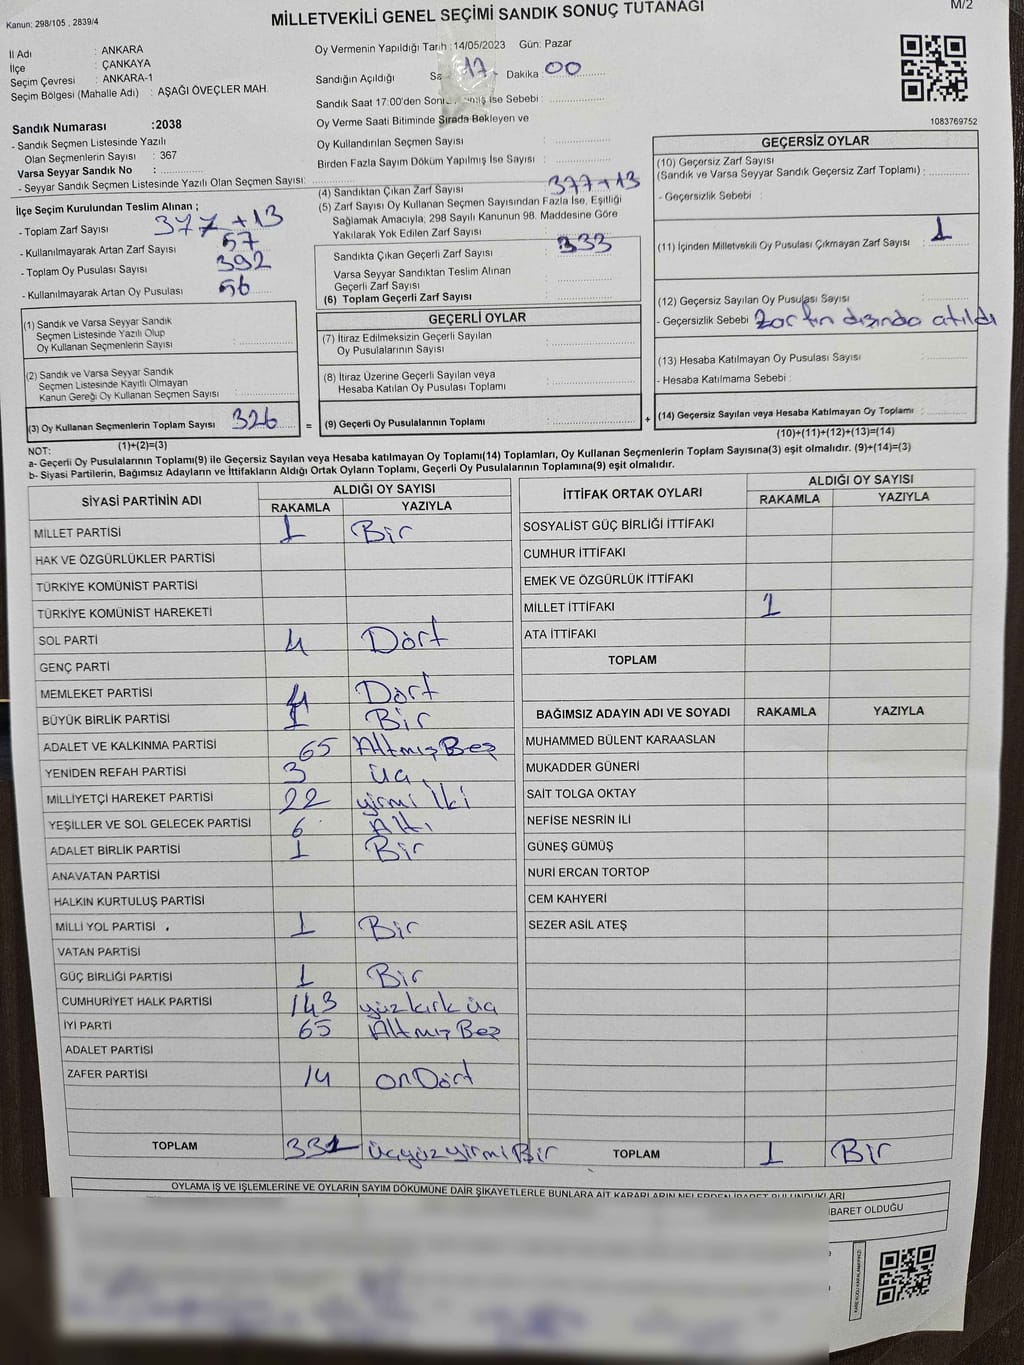 Kanun: 298/105 , 2839/4
MİLLETVEKİLİ GENEL SEÇİMİ SANDIK SONUÇ TUTANAĞI
M/2
İl Adı : ANKARA
İlçe : ÇANKAYA
Seçim Çevresi : ANKARA-1
Seçim Bölgesi (Mahalle Adı) : AŞAĞI ÖVEÇLER MAH.
Sandık Numarası :2038
- Sandık Seçmen Listesinde Yazılı
Olan Seçmenlerin Sayısı : 367
Varsa Seyyar Sandık No :
- Seyyar Sandık Seçmen Listesinde Yazılı Olan Seçmen Sayısı:
İlçe Seçim Kurulundan Teslim Alınan ;
- Toplam Zarf Sayısı 377+13
- Kullanılmayarak Artan Zarf Sayısı 57
- Toplam Oy Pusulası Sayısı 392
- Kullanılmayarak Artan Oy Pusulası 56
(1) Sandık ve Varsa Seyyar Sandık
Seçmen Listesinde Yazılı Olup
Oy Kullanan Seçmenlerin Sayısı :
(2) Sandık ve Varsa Seyyar Sandık
Seçmen Listesinde Kayıtlı Olmayan
Kanun Gereği Oy Kullanan Seçmen Sayısı :
(3) Oy Kullanan Seçmenlerin Toplam Sayısı 326
(1)+(2)=(3)
Oy Vermenin Yapıldığı Tarih :14/05/2023 Gün: Pazar
Sandığın Açıldığı Sa 17 Dakika : 00
Sandık Saat 17:00'den Sonra ise Sebebi :
Oy Verme Saati Bitiminde Sırada Bekleyen ve
Oy Kullandırılan Seçmen Sayısı :
Birden Fazla Sayım Döküm Yapılmış İse Sayısı :
(4) Sandıktan Çıkan Zarf Sayısı 377+13
(5) Zarf Sayısı Oy Kullanan Seçmen Sayısından Fazla İse, Eşitliği
Sağlamak Amacıyla, 298 Sayılı Kanunun 98. Maddesine Göre
Yakılarak Yok Edilen Zarf Sayısı :
Sandıkta Çıkan Geçerli Zarf Sayısı : 333
Varsa Seyyar Sandıktan Teslim Alınan
Geçerli Zarf Sayısı :
(6) Toplam Geçerli Zarf Sayısı
GEÇERLİ OYLAR
(7) İtiraz Edilmeksizin Geçerli Sayılan
Oy Pusulalarının Sayısı :
(8) İtiraz Üzerine Geçerli Sayılan veya
Hesaba Katılan Oy Pusulası Toplamı :
= (9) Geçerli Oy Pusulalarının Toplamı +
1083769752
GEÇERSİZ OYLAR
(10) Geçersiz Zarf Sayısı
(Sandık ve Varsa Seyyar Sandık Geçersiz Zarf Toplamı) :
- Geçersizlik Sebebi :
(11) İçinden Milletvekili Oy Pusulası Çıkmayan Zarf Sayısı : 1
(12) Geçersiz Sayılan Oy Pusulası Sayısı
- Geçersizlik Sebebi Zarfın dışında atıldı
(13) Hesaba Katılmayan Oy Pusulası Sayısı :
- Hesaba Katılmama Sebebi :
(14) Geçersiz Sayılan veya Hesaba Katılmayan Oy Toplamı :
(10)+(11)+(12)+(13)=(14)
NOT:
a- Geçerli Oy Pusulalarının Toplamı(9) ile Geçersiz Sayılan veya Hesaba katılmayan Oy Toplamı(14) Toplamları, Oy Kullanan Seçmenlerin Toplam Sayısına(3) eşit olmalıdır. (9)+(14)=(3)
b- Siyasi Partilerin, Bağımsız Adayların ve İttifakların Aldığı Ortak Oyların Toplamı, Geçerli Oy Pusulalarının Toplamına(9) eşit olmalıdır.
SİYASİ PARTİNİN ADI ALDIĞI OY SAYISI
RAKAMLA YAZIYLA
MİLLET PARTİSİ 1 Bir
HAK VE ÖZGÜRLÜKLER PARTİSİ
TÜRKİYE KOMÜNİST PARTİSİ
TÜRKİYE KOMÜNİST HAREKETİ
SOL PARTİ 4 Dört
GENÇ PARTİ
MEMLEKET PARTİSİ 4 Dört
BÜYÜK BİRLİK PARTİSİ 1 Bir
ADALET VE KALKINMA PARTİSİ 65 Altmış Beş
YENİDEN REFAH PARTİSİ 3 üç
MİLLİYETÇİ HAREKET PARTİSİ 22 yirmi İki
YEŞİLLER VE SOL GELECEK PARTİSİ 6 Altı
ADALET BİRLİK PARTİSİ 1 Bir
ANAVATAN PARTİSİ
HALKIN KURTULUŞ PARTİSİ
MİLLİ YOL PARTİSİ 1 Bir
VATAN PARTİSİ
GÜÇ BİRLİĞİ PARTİSİ 1 Bir
CUMHURİYET HALK PARTİSİ 143 yüz kırk üç
İYİ PARTİ 65 Altmış Beş
ADALET PARTİSİ
ZAFER PARTİSİ 14 onDört
TOPLAM 331 üçyüzyirmiBir
İTTİFAK ORTAK OYLARI ALDIĞI OY SAYISI
RAKAMLA YAZIYLA
SOSYALİST GÜÇ BİRLİĞİ İTTİFAKI
CUMHUR İTTİFAKI
EMEK VE ÖZGÜRLÜK İTTİFAKI
MİLLET İTTİFAKI 1
ATA İTTİFAKI
TOPLAM
BAĞIMSIZ ADAYIN ADI VE SOYADI RAKAMLA YAZIYLA
MUHAMMED BÜLENT KARAASLAN
MUKADDER GÜNERİ
SAİT TOLGA OKTAY
NEFİSE NESRİN İLİ
GÜNEŞ GÜMÜŞ
NURİ ERCAN TORTOP
CEM KAHYERİ
SEZER ASİL ATEŞ
TOPLAM 1 Bir
OYLAMA İŞ VE İŞLEMLERİNE VE OYLARIN SAYIM DÖKÜMÜNE DAİR ŞİKAYETLERLE BUNLARA AİT KARARLARIN NELERDEN İBARET BULUNDUKLARI
İBARET OLDUĞU